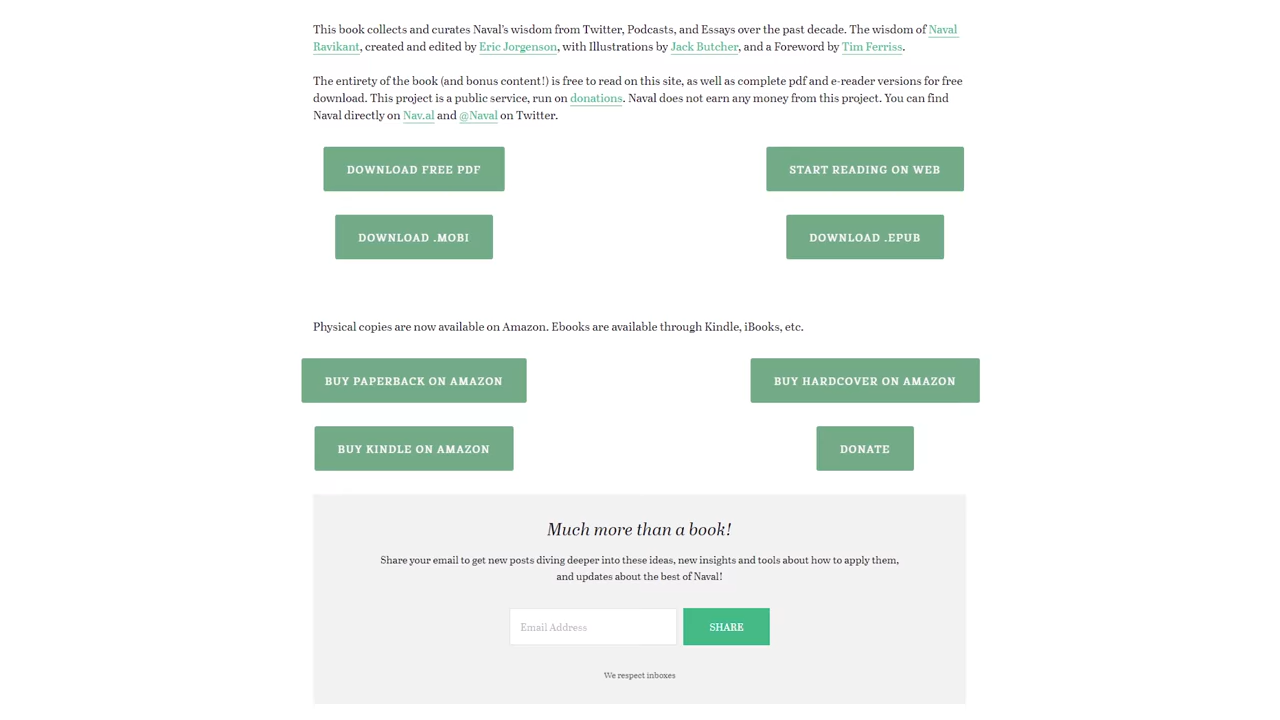 This book collects and curates Naval's wisdom from Twitter, Podcasts, and Essays over the past decade. The wisdom of Naval
Ravikant, created and edited by Eric Jorgenson, with Illustrations by Jack Butcher, and a Foreword by Tim Ferriss.
The entirety of the book (and bonus content!) is free to read on this site, as well as complete pdf and e-reader versions for free
download. This project is a public service, run on donations. Naval does not earn any money from this project. You can find
Naval directly on Nav.al and @Naval on Twitter.
DOWNLOAD FREE PDF
START READING ON WEB
DOWNLOAD .MOBI
DOWNLOAD .EPUB
Physical copies are now available on Amazon. Ebooks are available through Kindle, iBooks, etc.
BUY PAPERBACK ON AMAZON
BUY HARDCOVER ON AMAZON
BUY KINDLE ON AMAZON
DONATE
Much more than a book!
Share your email to get new posts diving deeper into these ideas, new insights and tools about how to apply them,
and updates about the best of Naval!
Email Address
SHARE
We respect inboxes